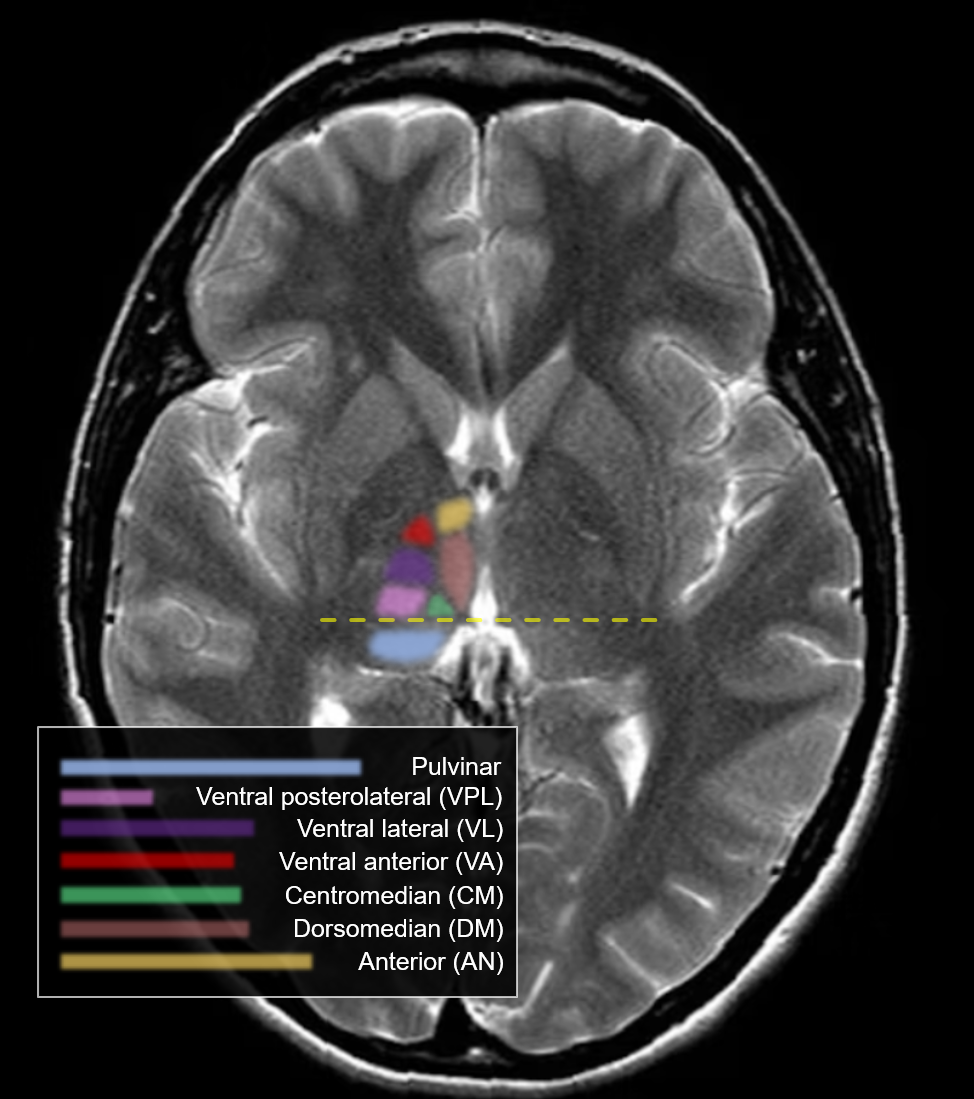 Pulvinar
Ventral posterolateral (VPL)
Ventral lateral (VL)
Ventral anterior (VA)
Centromedian (CM)
Dorsomedian (DM)
Anterior (AN)